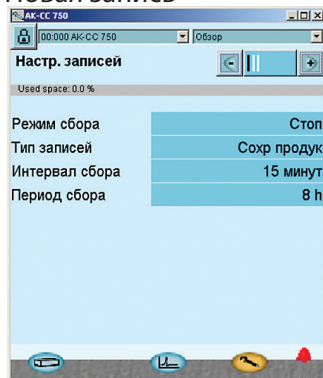 Новая запись
AK-CC 750
00:000 AK-CC 750 Обзор
Настр. записей
Used space: 0.0 %
Режим сбора Стоп
Тип записей Сохр продук
Интервал сбора 15 минут
Период сбора 8 h